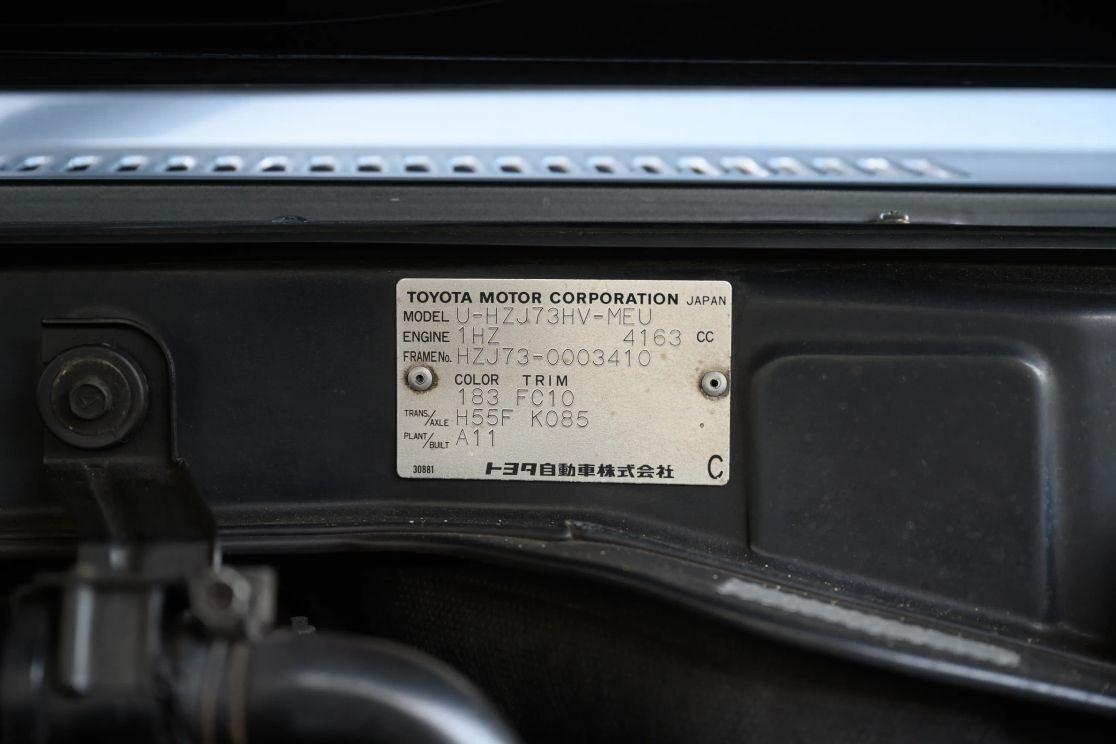 TOYOTA MOTOR CORPORATION JAPAN
MODEL U-HZJ73HV-MEU
ENGINE 1HZ 4163 CC
FRAME No. HZJ73-0003410
COLOR TRIM
183 FC10
TRANS./AXLE H55F K085
PLANT/BUILT A11
30881 トヨタ自動車株式会社 C